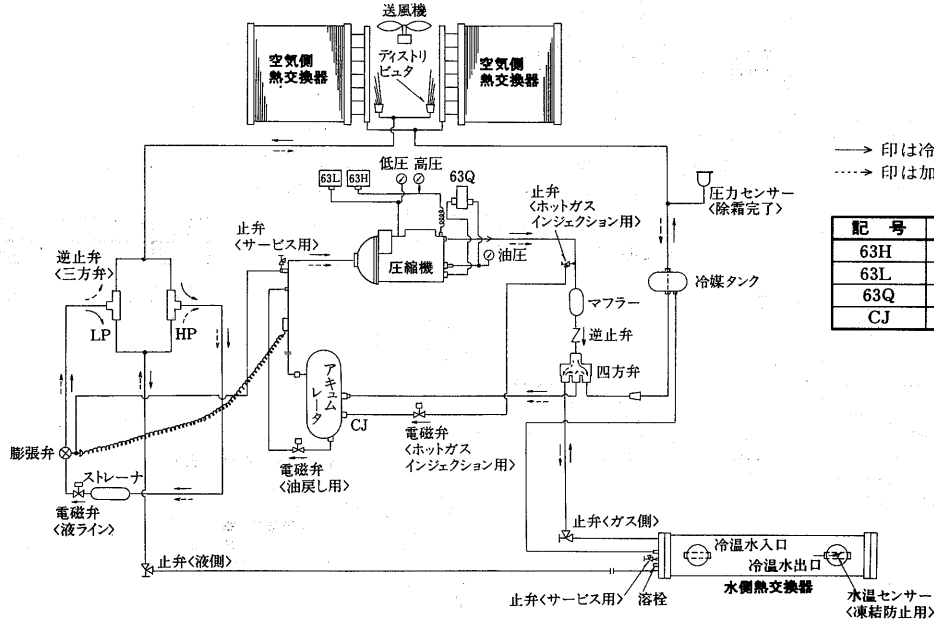 送風機
空気側
熱交換器
ディストリ
ビュタ
空気側
熱交換器
→ 印は冷
⇢ 印は加
低圧
高圧
63L
63H
63Q
止弁
〈ホットガス
インジェクション用〉
圧力センサー
〈除霜完了〉
止弁
〈サービス用〉
逆止弁
〈三方弁〉
圧縮機
油圧
記 号
63H
63L
63Q
CJ
冷媒タンク
マフラー
LP
HP
逆止弁
四方弁
アキュム
レータ
CJ
電磁弁
〈ホットガス
インジェクション用〉
膨張弁
電磁弁
〈油戻し用〉
ストレーナ
電磁弁
〈液ライン〉
止弁〈ガス側〉
冷温水入口
冷温水出口
止弁〈液側〉
水側熱交換器
止弁〈サービス用〉
溶栓
水温センサー
〈凍結防止用〉